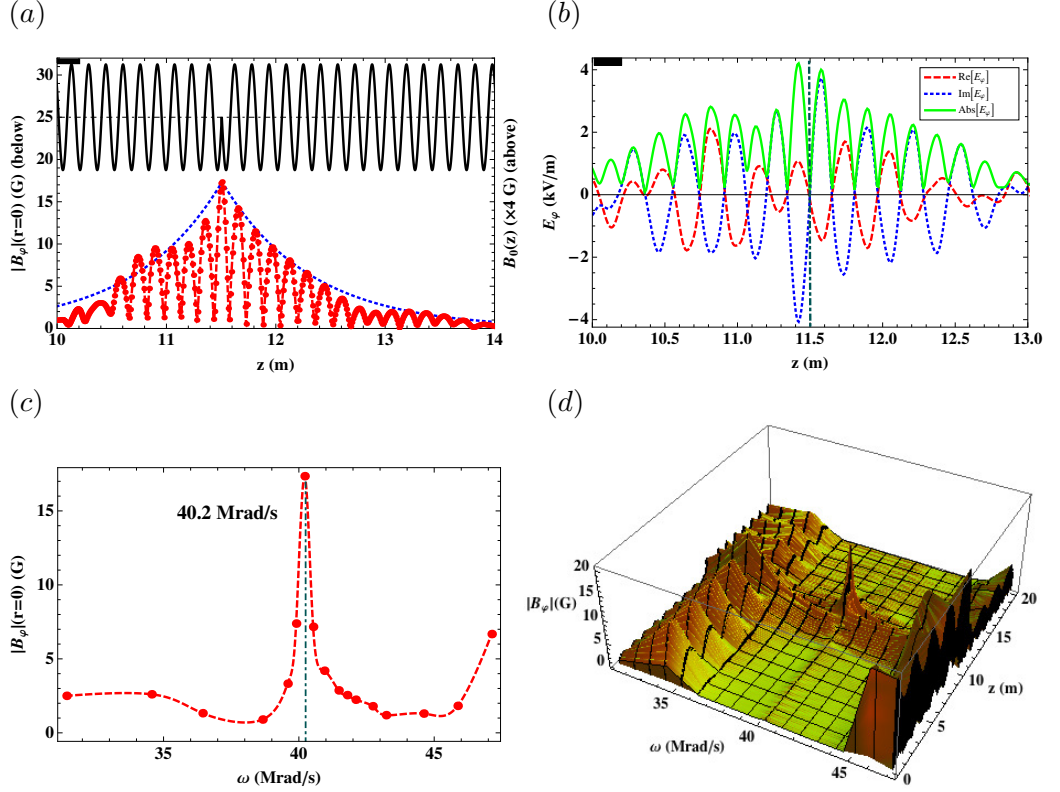 (a)
|B_φ|(r=0) (G) (below)
30
25
20
15
10
5
0
10
11
12
13
14
z (m)
B_0(z) (×4 G) (above)
(b)
E_φ (kV/m)
4
2
0
−2
−4
10.0
10.5
11.0
11.5
12.0
12.5
13.0
z (m)
Re[E_φ]
Im[E_φ]
Abs[E_φ]
(c)
|B_φ|(r=0) (G)
15
10
5
0
40.2 Mrad/s
35
40
45
ω (Mrad/s)
(d)
|B_φ|(G)
20
15
10
5
0
35
40
45
ω (Mrad/s)
0
5
10
15
20
z (m)